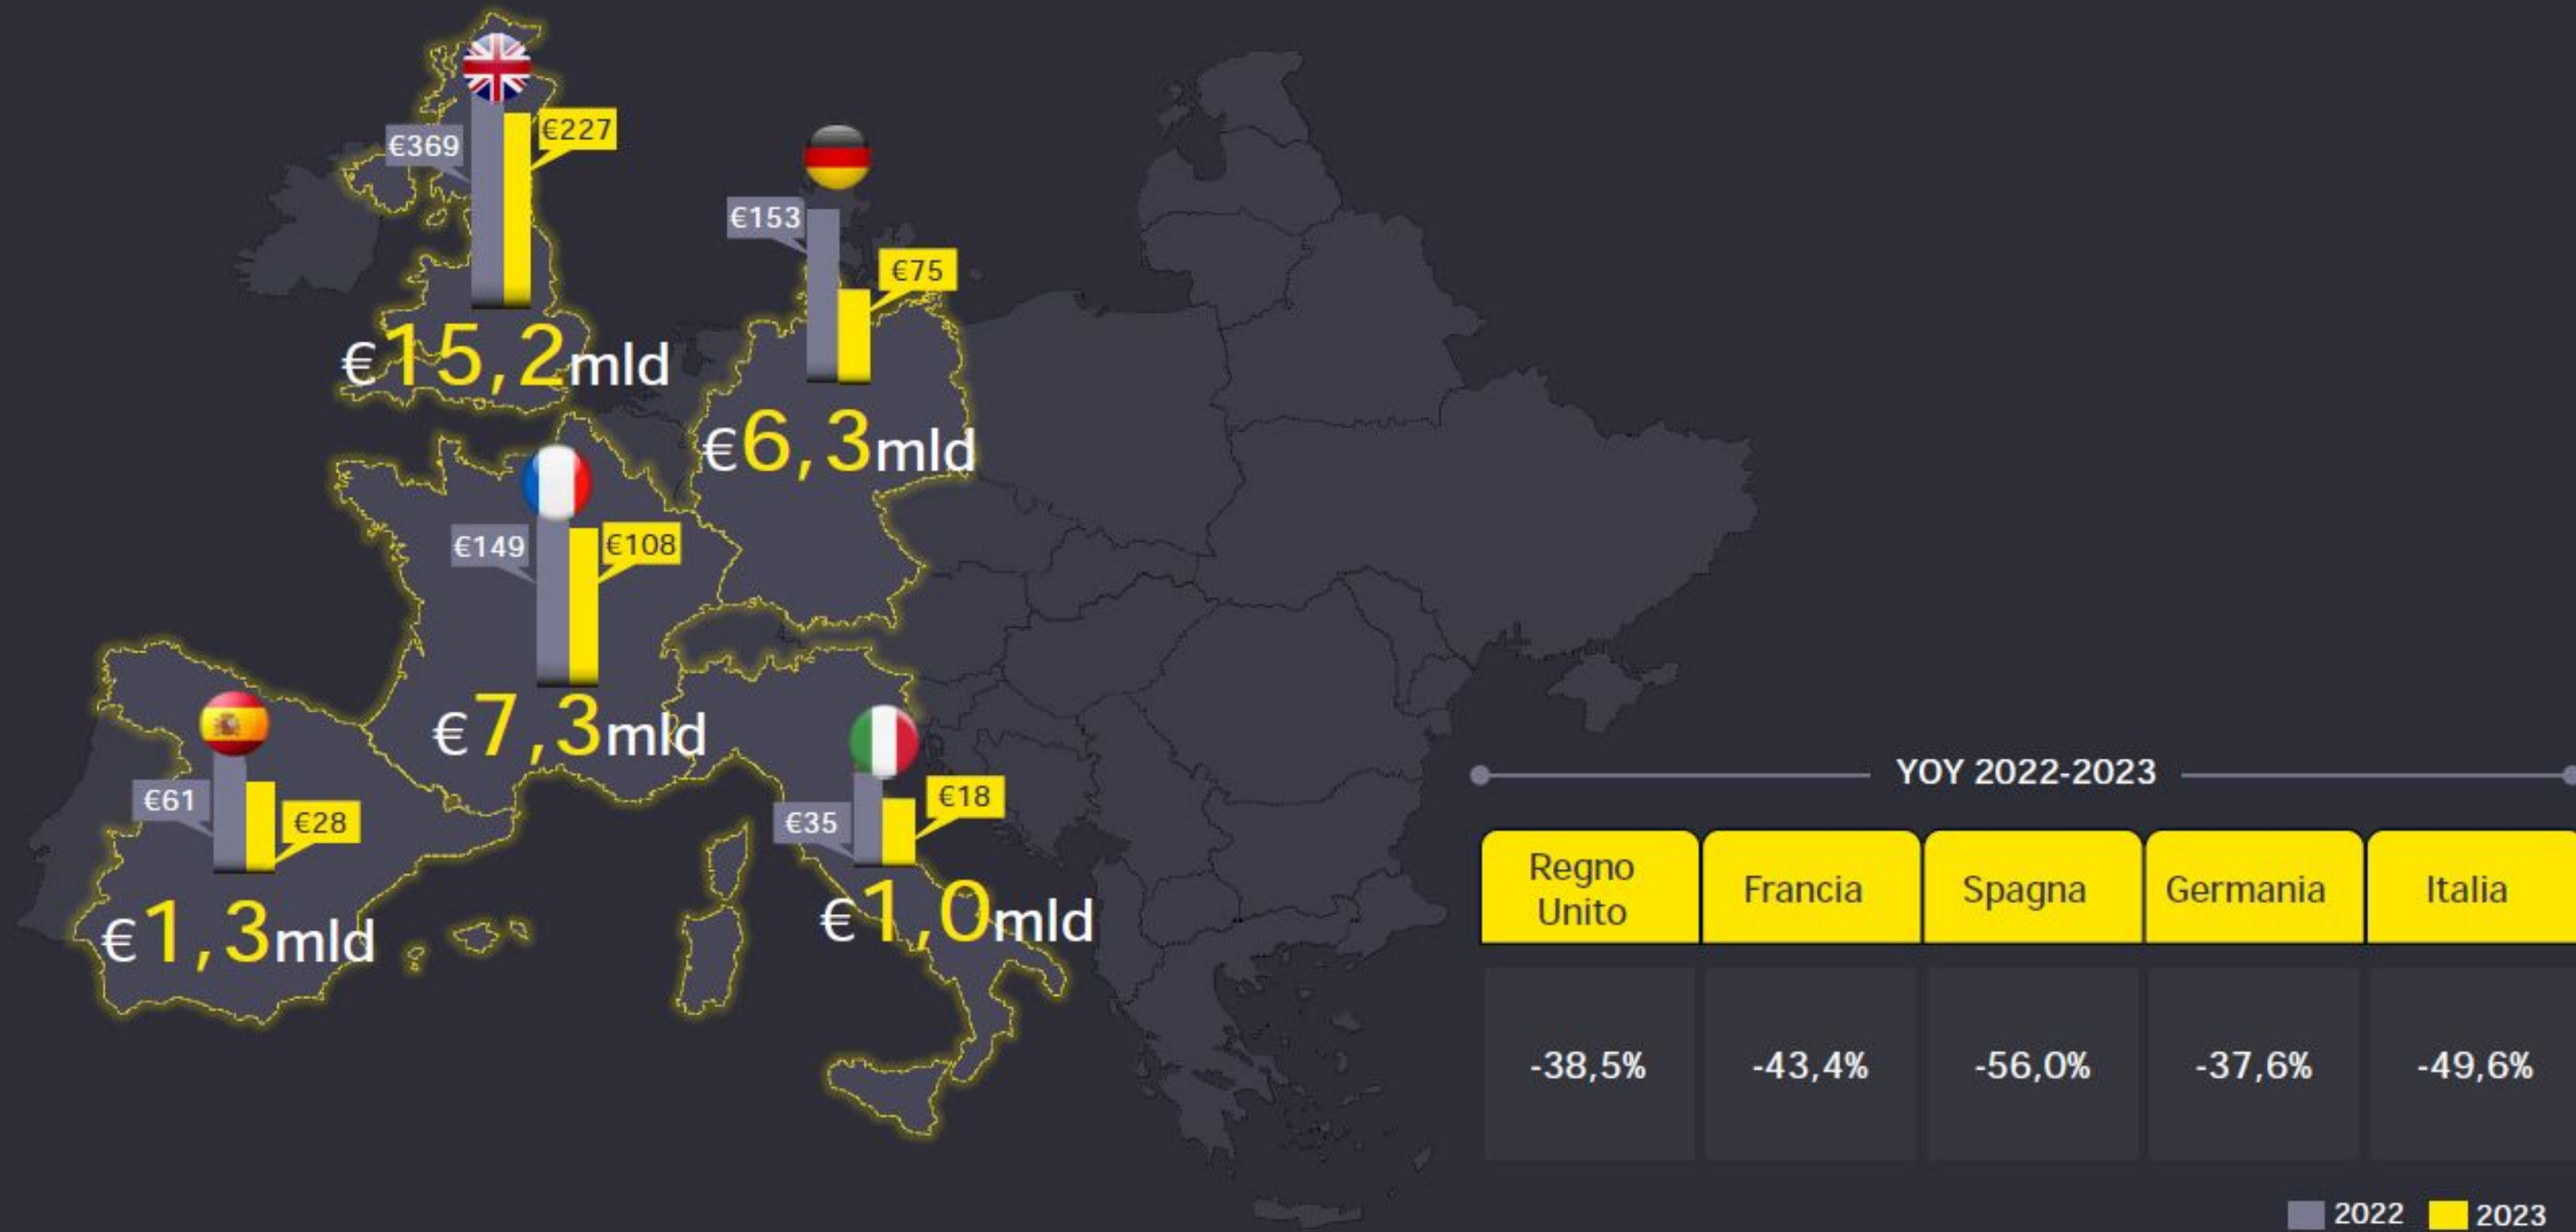 €369
€227
€15,2mld
€153
€75
€6,3mld
€149
€108
€7,3mld
€61
€28
€1,3mld
€35
€18
€1,0mld
YOY 2022-2023
Regno
Unito
Francia
Spagna
Germania
Italia
-38,5%
-43,4%
-56,0%
-37,6%
-49,6%
2022
2023